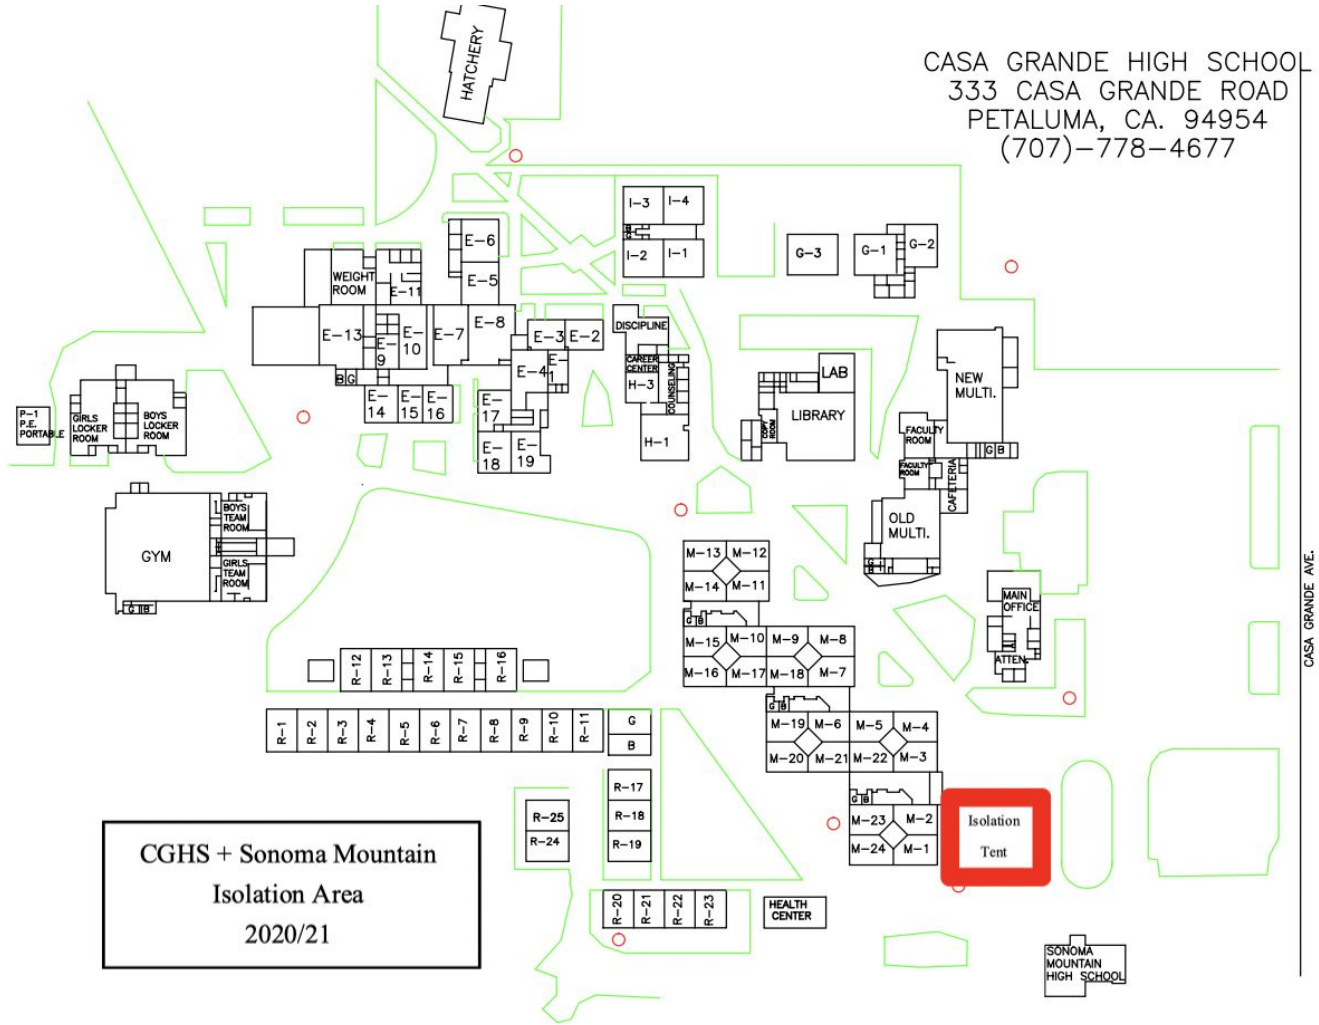 HATCHERY
CASA GRANDE HIGH SCHOOL
333 CASA GRANDE ROAD
PETALUMA, CA. 94954
(707)-778-4677
I-3
I-4
B
G
I-2
I-1
G-3
G-1
G-2
E-6
E-5
WEIGHT
ROOM
E-11
E-13
E-
9
E-
10
E-7
E-8
E-3
E-2
E-4
E-
1
B G
E-
14
E-
15
E-
16
E-
17
E-
18
E-
19
DISCIPLINE
CAREER
CENTER
H-3
COUNSELING
H-1
LAB
LIBRARY
COPY
ROOM
NEW
MULTI.
FACULTY
ROOM
G B
FACULTY
ROOM
CAFETERIA
OLD
MULTI.
G
B
P-1
P.E.
PORTABLE
GIRLS
LOCKER
ROOM
BOYS
LOCKER
ROOM
GYM
BOYS
TEAM
ROOM
GIRLS
TEAM
ROOM
G B
M-13
M-12
M-14
M-11
G B
M-15
M-10
M-9
M-8
M-16
M-17
M-18
M-7
G B
M-19
M-6
M-5
M-4
M-20
M-21
M-22
M-3
G B
M-23
M-2
M-24
M-1
MAIN
OFFICE
ATTEN.
CASA GRANDE AVE.
R-12
R-13
R-14
R-15
R-16
R-1
R-2
R-3
R-4
R-5
R-6
R-7
R-8
R-9
R-10
R-11
G
B
R-17
R-18
R-19
R-25
R-24
R-20
R-21
R-22
R-23
HEALTH
CENTER
Isolation
Tent
SONOMA
MOUNTAIN
HIGH SCHOOL
CGHS + Sonoma Mountain
Isolation Area
2020/21